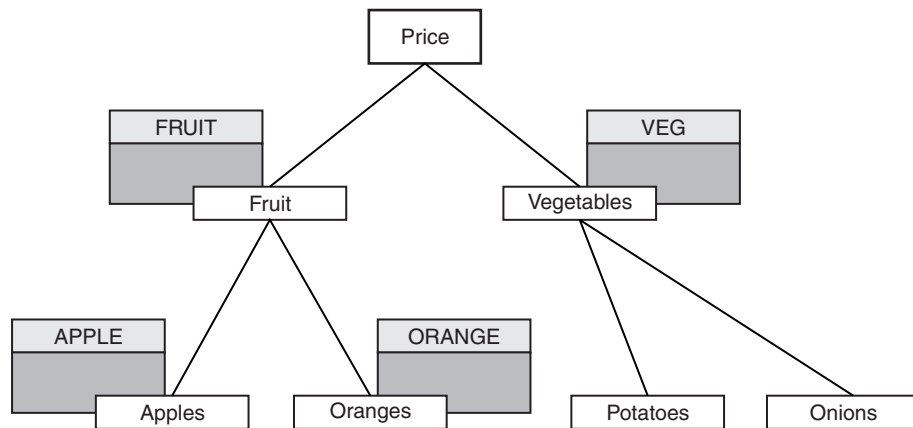 Price
FRUIT
VEG
Fruit
Vegetables
APPLE
ORANGE
Apples
Oranges
Potatoes
Onions